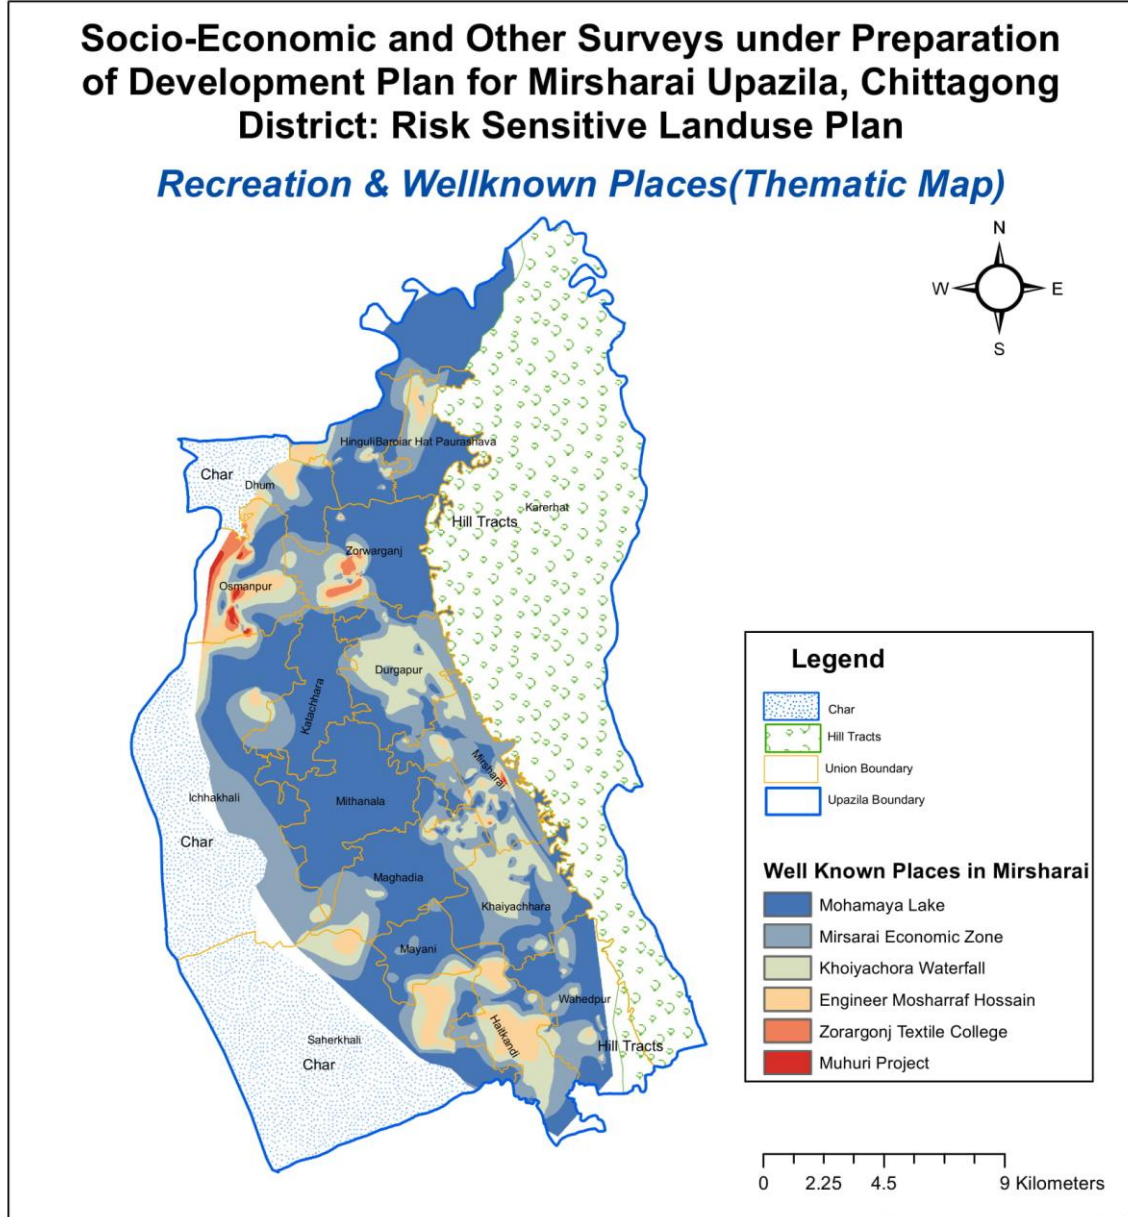 Socio-Economic and Other Surveys under Preparation
of Development Plan for Mirsharai Upazila, Chittagong
District: Risk Sensitive Landuse Plan
Recreation & Wellknown Places(Thematic Map)
N
W
E
S
Hinguli
Baroiar Hat Paurashava
Char
Dhum
Karerhat
Hill Tracts
Zorwarganj
Osmanpur
Durgapur
Katachhara
Mirsharai
Ichhakhali
Mithanala
Char
Maghadia
Khaiyachhara
Mayani
Wahedpur
Haitkandi
Saherkhali
Hill Tracts
Char
Legend
Char
Hill Tracts
Union Boundary
Upazila Boundary
Well Known Places in Mirsharai
Mohamaya Lake
Mirsarai Economic Zone
Khoiyachora Waterfall
Engineer Mosharraf Hossain
Zorargonj Textile College
Muhuri Project
0 2.25 4.5 9 Kilometers